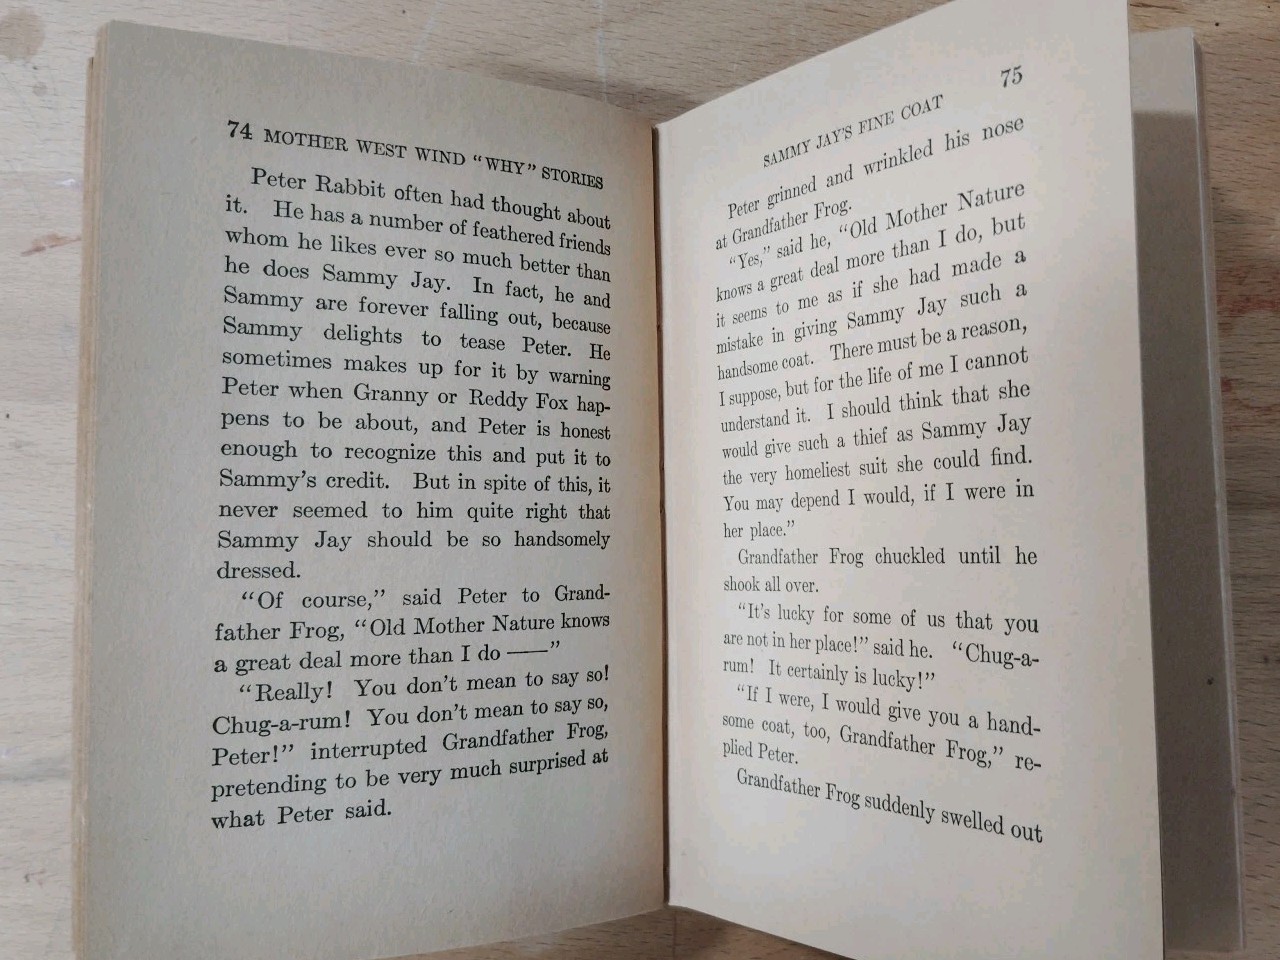 74 MOTHER WEST WIND "WHY" STORIES
Peter Rabbit often had thought about
it. He has a number of feathered friends
whom he likes ever so much better than
he does Sammy Jay. In fact, he and
Sammy are forever falling out, because
Sammy delights to tease Peter. He
sometimes makes up for it by warning
Peter when Granny or Reddy Fox hap-
pens to be about, and Peter is honest
enough to recognize this and put it to
Sammy's credit. But in spite of this, it
never seemed to him quite right that
Sammy Jay should be so handsomely
dressed.
"Of course," said Peter to Grand-
father Frog, "Old Mother Nature knows
a great deal more than I do ——"
"Really! You don't mean to say so!
Chug-a-rum! You don't mean to say so,
Peter!" interrupted Grandfather Frog,
pretending to be very much surprised at
what Peter said.
SAMMY JAY'S FINE COAT 75
Peter grinned and wrinkled his nose
at Grandfather Frog.
"Yes," said he, "Old Mother Nature
knows a great deal more than I do, but
it seems to me as if she had made a
mistake in giving Sammy Jay such a
handsome coat. There must be a reason,
I suppose, but for the life of me I cannot
understand it. I should think that she
would give such a thief as Sammy Jay
the very homeliest suit she could find.
You may depend I would, if I were in
her place."
Grandfather Frog chuckled until he
shook all over.
"It's lucky for some of us that you
are not in her place!" said he. "Chug-a-
rum! It certainly is lucky!"
"If I were, I would give you a hand-
some coat, too, Grandfather Frog," re-
plied Peter.
Grandfather Frog suddenly swelled out